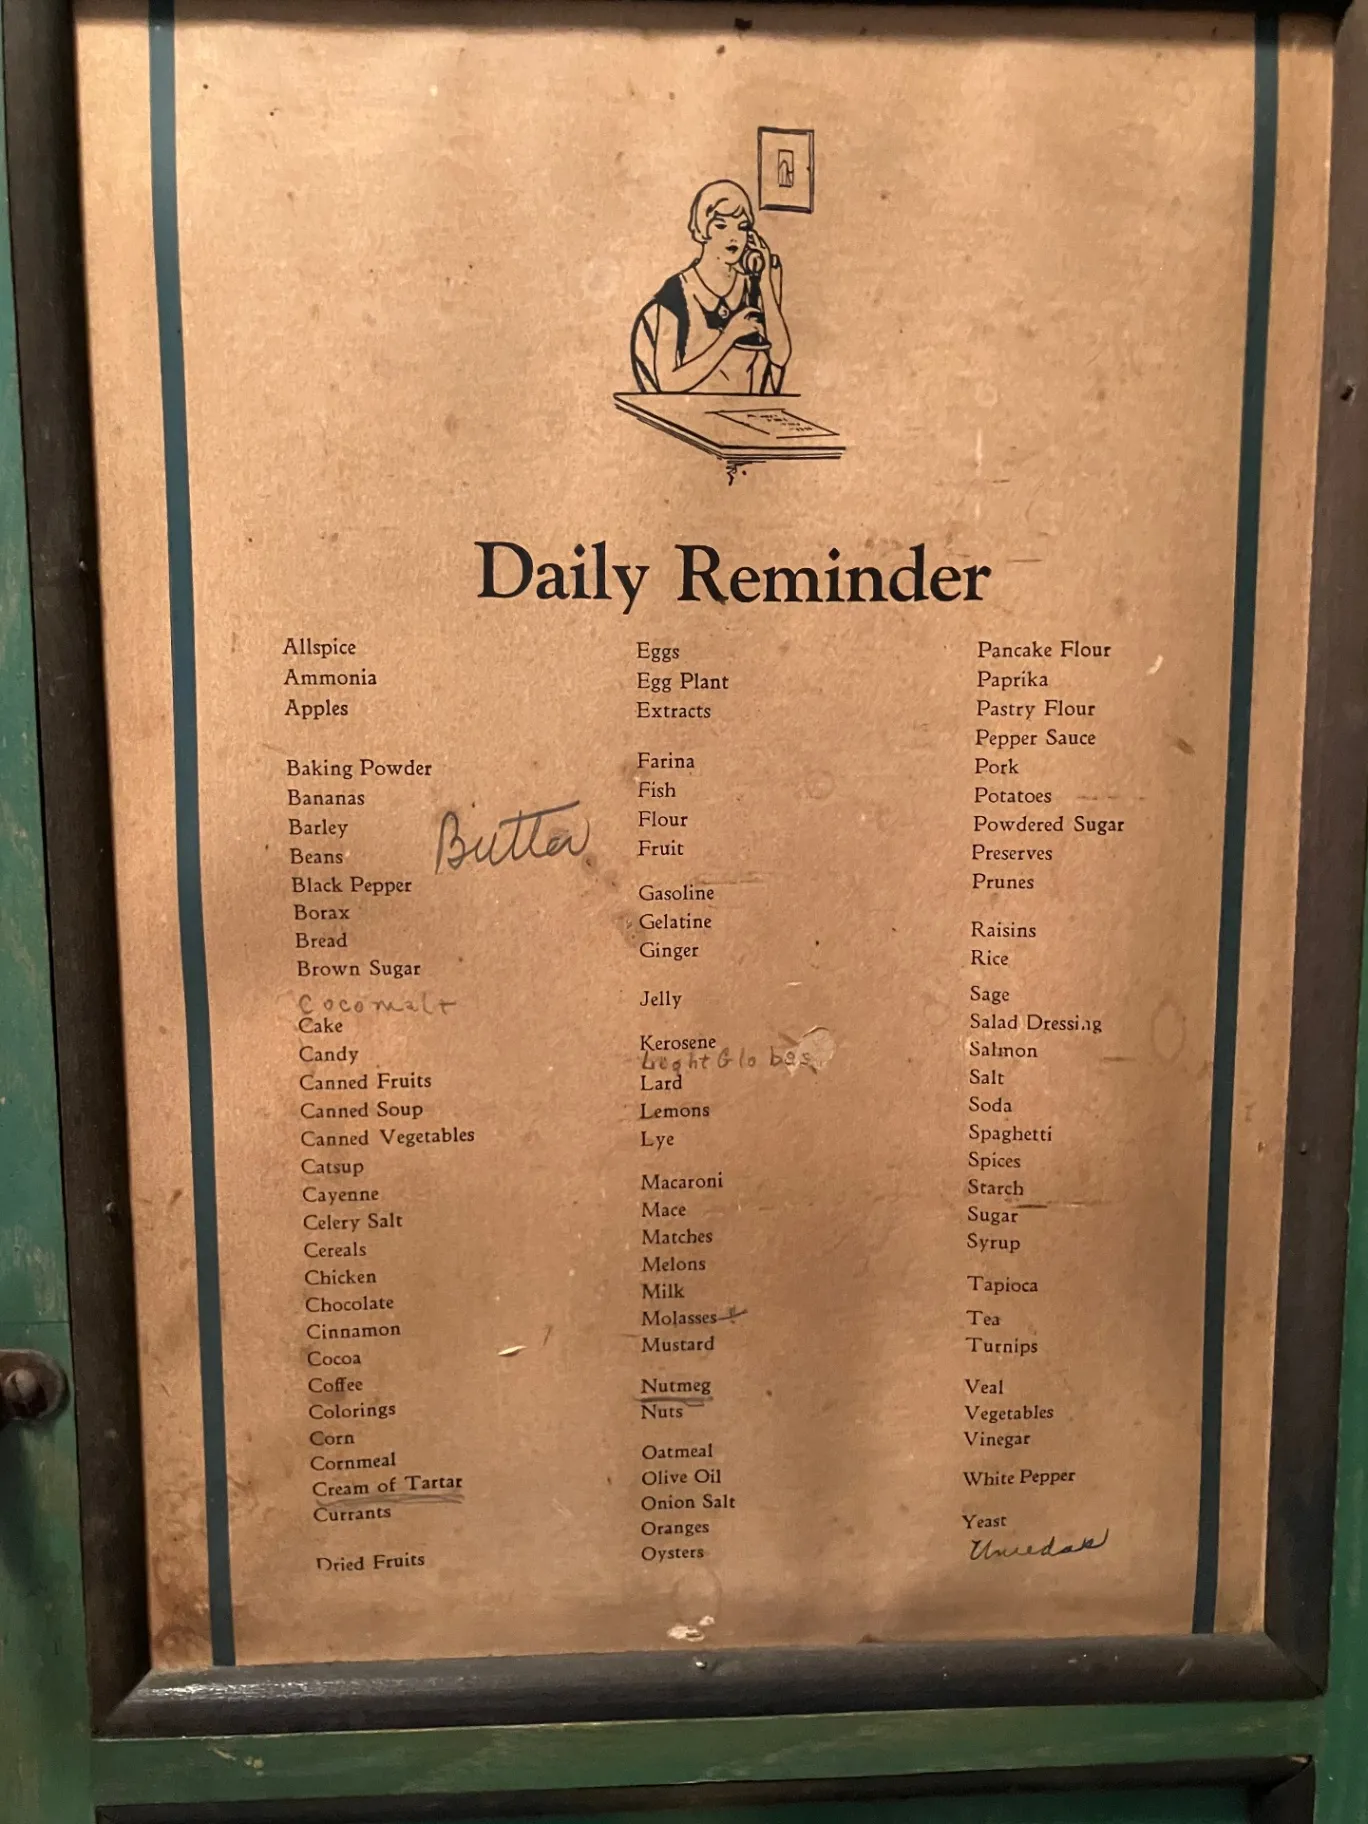 Daily Reminder
Allspice
Ammonia
Apples
Baking Powder
Bananas
Barley
Beans
Butter
Black Pepper
Borax
Bread
Brown Sugar
Cocomalt
Cake
Candy
Canned Fruits
Canned Soup
Canned Vegetables
Catsup
Cayenne
Celery Salt
Cereals
Chicken
Chocolate
Cinnamon
Cocoa
Coffee
Colorings
Corn
Cornmeal
Cream of Tartar
Currants
Dried Fruits
Eggs
Egg Plant
Extracts
Farina
Fish
Flour
Fruit
Gasoline
Gelatine
Ginger
Jelly
Kerosene
Light Globes
Lard
Lemons
Lye
Macaroni
Mace
Matches
Melons
Milk
Molasses
Mustard
Nutmeg
Nuts
Oatmeal
Olive Oil
Onion Salt
Oranges
Oysters
Pancake Flour
Paprika
Pastry Flour
Pepper Sauce
Pork
Potatoes
Powdered Sugar
Preserves
Prunes
Raisins
Rice
Sage
Salad Dressing
Salmon
Salt
Soda
Spaghetti
Spices
Starch
Sugar
Syrup
Tapioca
Tea
Turnips
Veal
Vegetables
Vinegar
White Pepper
Yeast